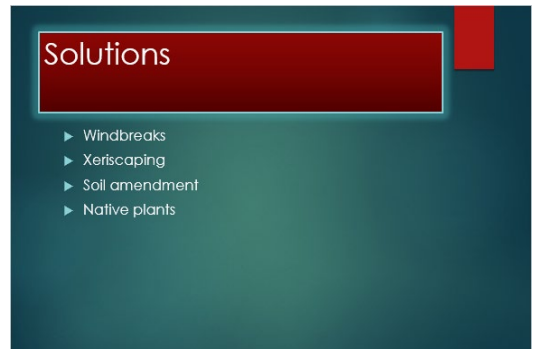 Solutions
Windbreaks
Xeriscaping
Soil amendment
Native plants